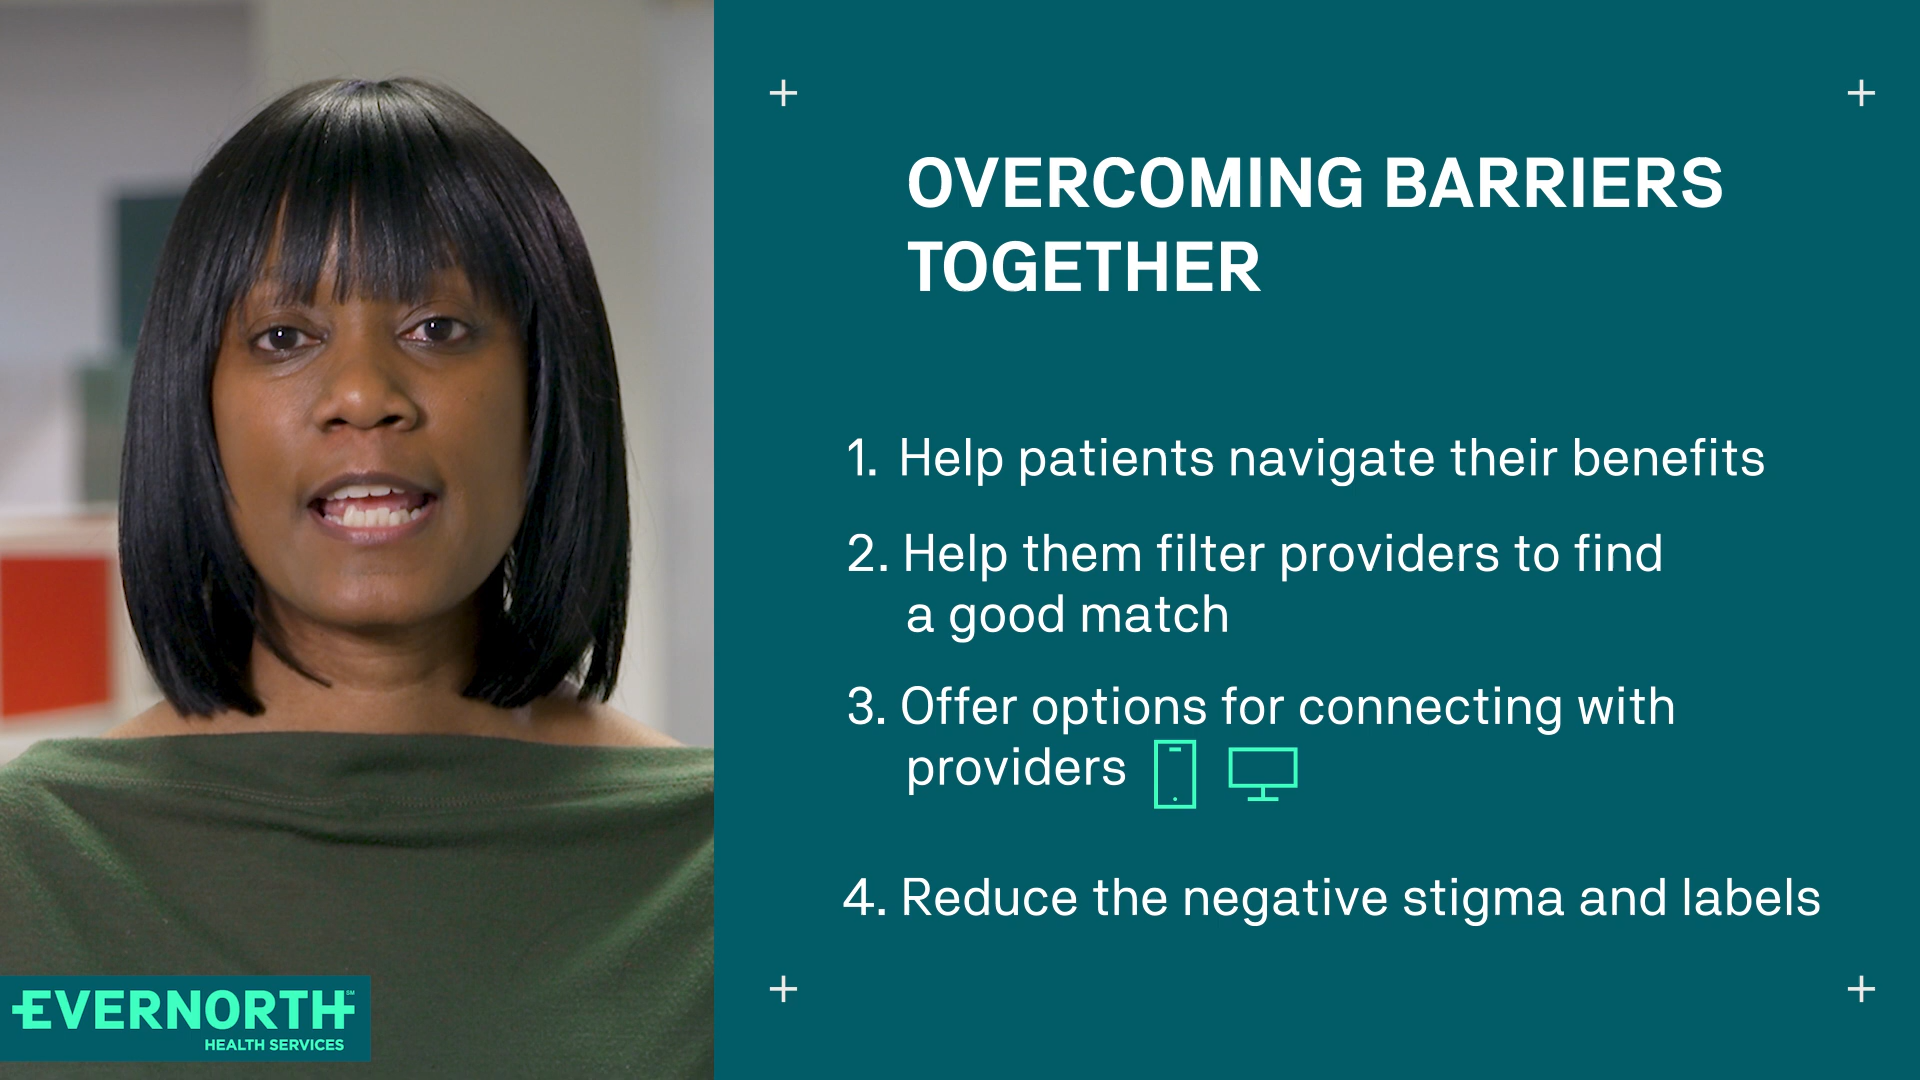 OVERCOMING BARRIERS
TOGETHER
1. Help patients navigate their benefits
2. Help them filter providers to find
a good match
3. Offer options for connecting with
providers
4. Reduce the negative stigma and labels
EVERNORTH℠
HEALTH SERVICES